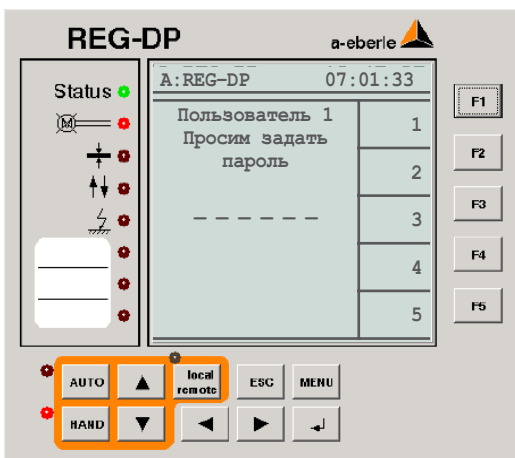 REG-DP
a-eberle
Status
A:REG-DP 07:01:33
Пользователь 1
Просим задать
пароль
------
1
2
3
4
5
F1
F2
F3
F4
F5
M
AUTO
local
remote
ESC
MENU
HAND